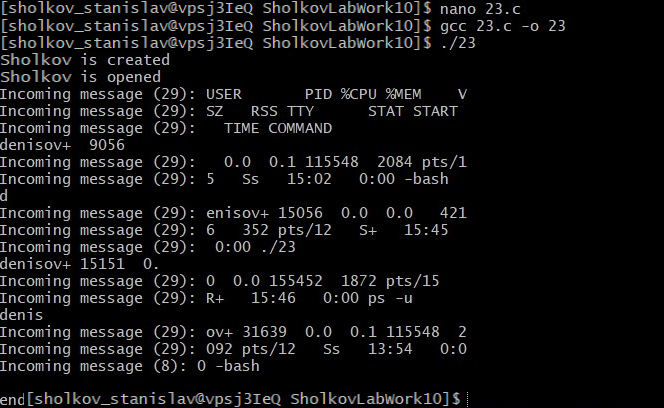 [sholkov_stanislav@vpsj3IeQ SholkovLabWork10]$ nano 23.c
[sholkov_stanislav@vpsj3IeQ SholkovLabWork10]$ gcc 23.c -o 23
[sholkov_stanislav@vpsj3IeQ SholkovLabWork10]$ ./23
Sholkov is created
Sholkov is opened
Incoming message (29): USER       PID %CPU %MEM    V
Incoming message (29): SZ   RSS TTY      STAT START
Incoming message (29):   TIME COMMAND
denisov+  9056
Incoming message (29):   0.0  0.1 115548  2084 pts/1
Incoming message (29): 5   Ss   15:02   0:00 -bash
d
Incoming message (29): enisov+ 15056  0.0  0.0   421
Incoming message (29): 6   352 pts/12   S+   15:45
Incoming message (29):  0:00 ./23
denisov+ 15151  0.
Incoming message (29): 0  0.0 155452  1872 pts/15
Incoming message (29): R+   15:46   0:00 ps -u
denis
Incoming message (29): ov+ 31639  0.0  0.1 115548  2
Incoming message (29): 092 pts/12   Ss   13:54   0:0
Incoming message (8): 0 -bash
end[sholkov_stanislav@vpsj3IeQ SholkovLabWork10]$